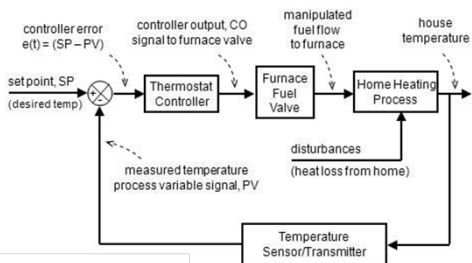 controller error
e(t) = (SP – PV)
controller output, CO
signal to furnace valve
manipulated
fuel flow
to furnace
house
temperature
set point, SP
(desired temp)
+
-
Thermostat
Controller
Furnace
Fuel
Valve
Home Heating
Process
disturbances
(heat loss from home)
measured temperature
process variable signal, PV
Temperature
Sensor/Transmitter